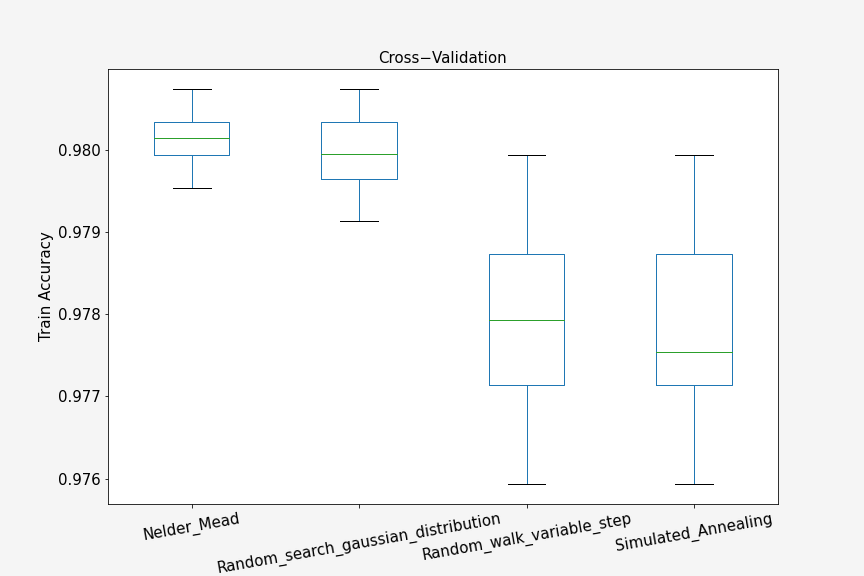 Cross−Validation
Train Accuracy
0.980
0.979
0.978
0.977
0.976
Nelder_Mead
Random_search_gaussian_distribution
Random_walk_variable_step
Simulated_Annealing